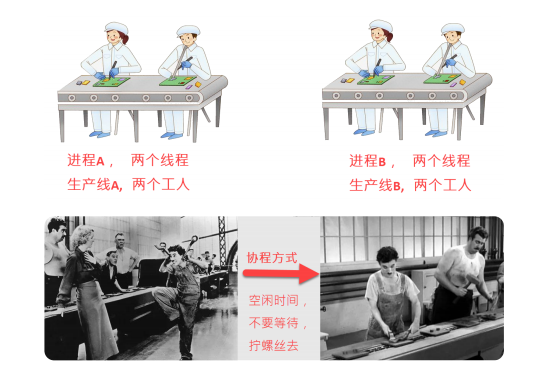 进程A ， 两个线程
生产线A, 两个工人
进程B ， 两个线程
生产线B, 两个工人
协程方式
空闲时间，
不要等待，
拧螺丝去